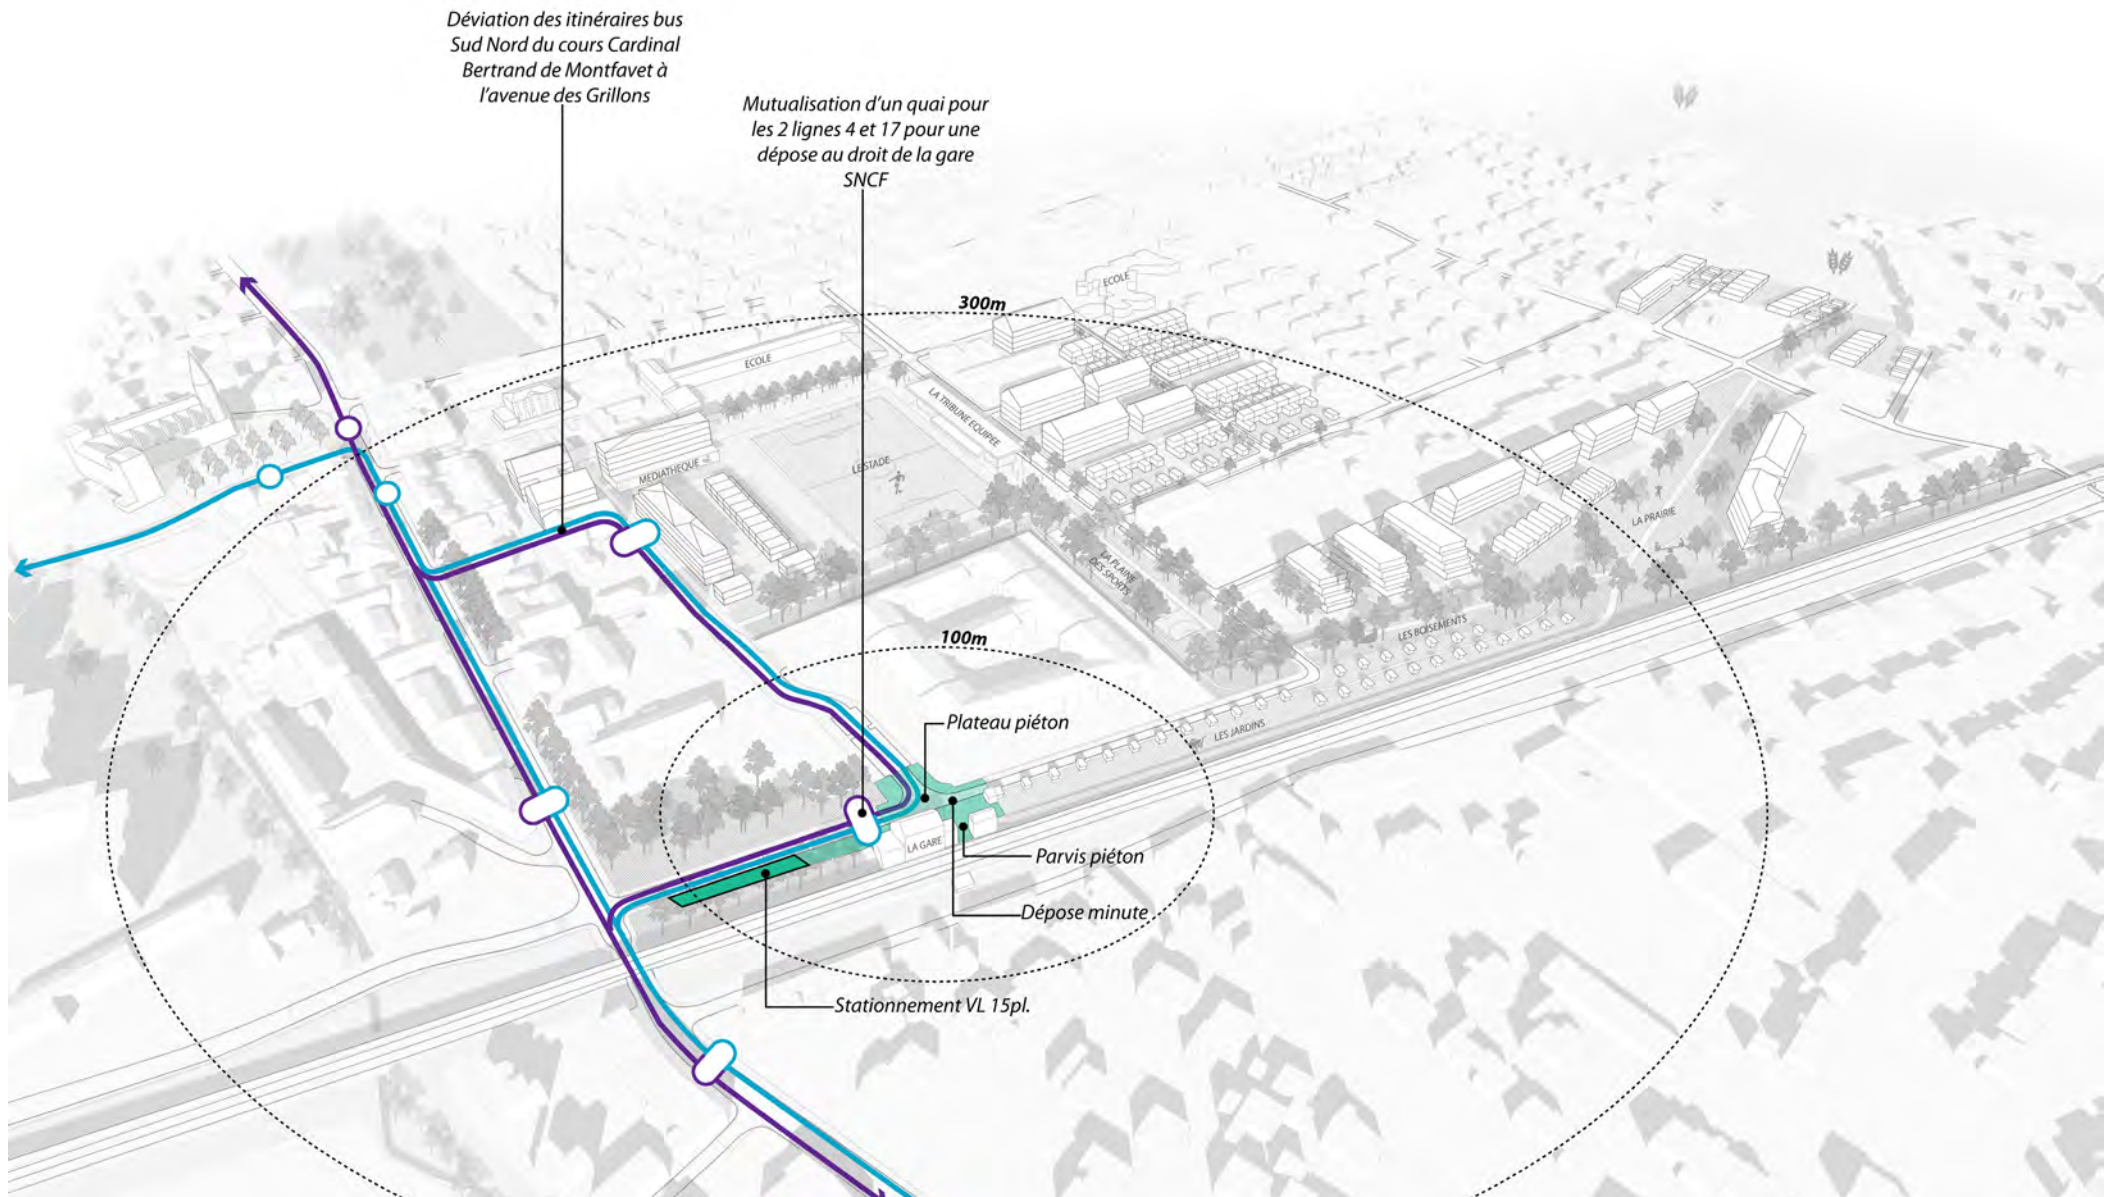 Déviation des itinéraires bus
Sud Nord du cours Cardinal
Bertrand de Montfavet à
l'avenue des Grillons
Mutualisation d'un quai pour
les 2 lignes 4 et 17 pour une
dépose au droit de la gare
SNCF
ECOLE
300m
ECOLE
LA TRIBUNE EQUIPEE
MEDIATHEQUE
LE STADE
LA PRAIRIE
LA PLAINE
DES SPORTS
LES BOISEMENTS
100m
Plateau piéton
LES JARDINS
LA GARE
Parvis piéton
Dépose minute
Stationnement VL 15pl.